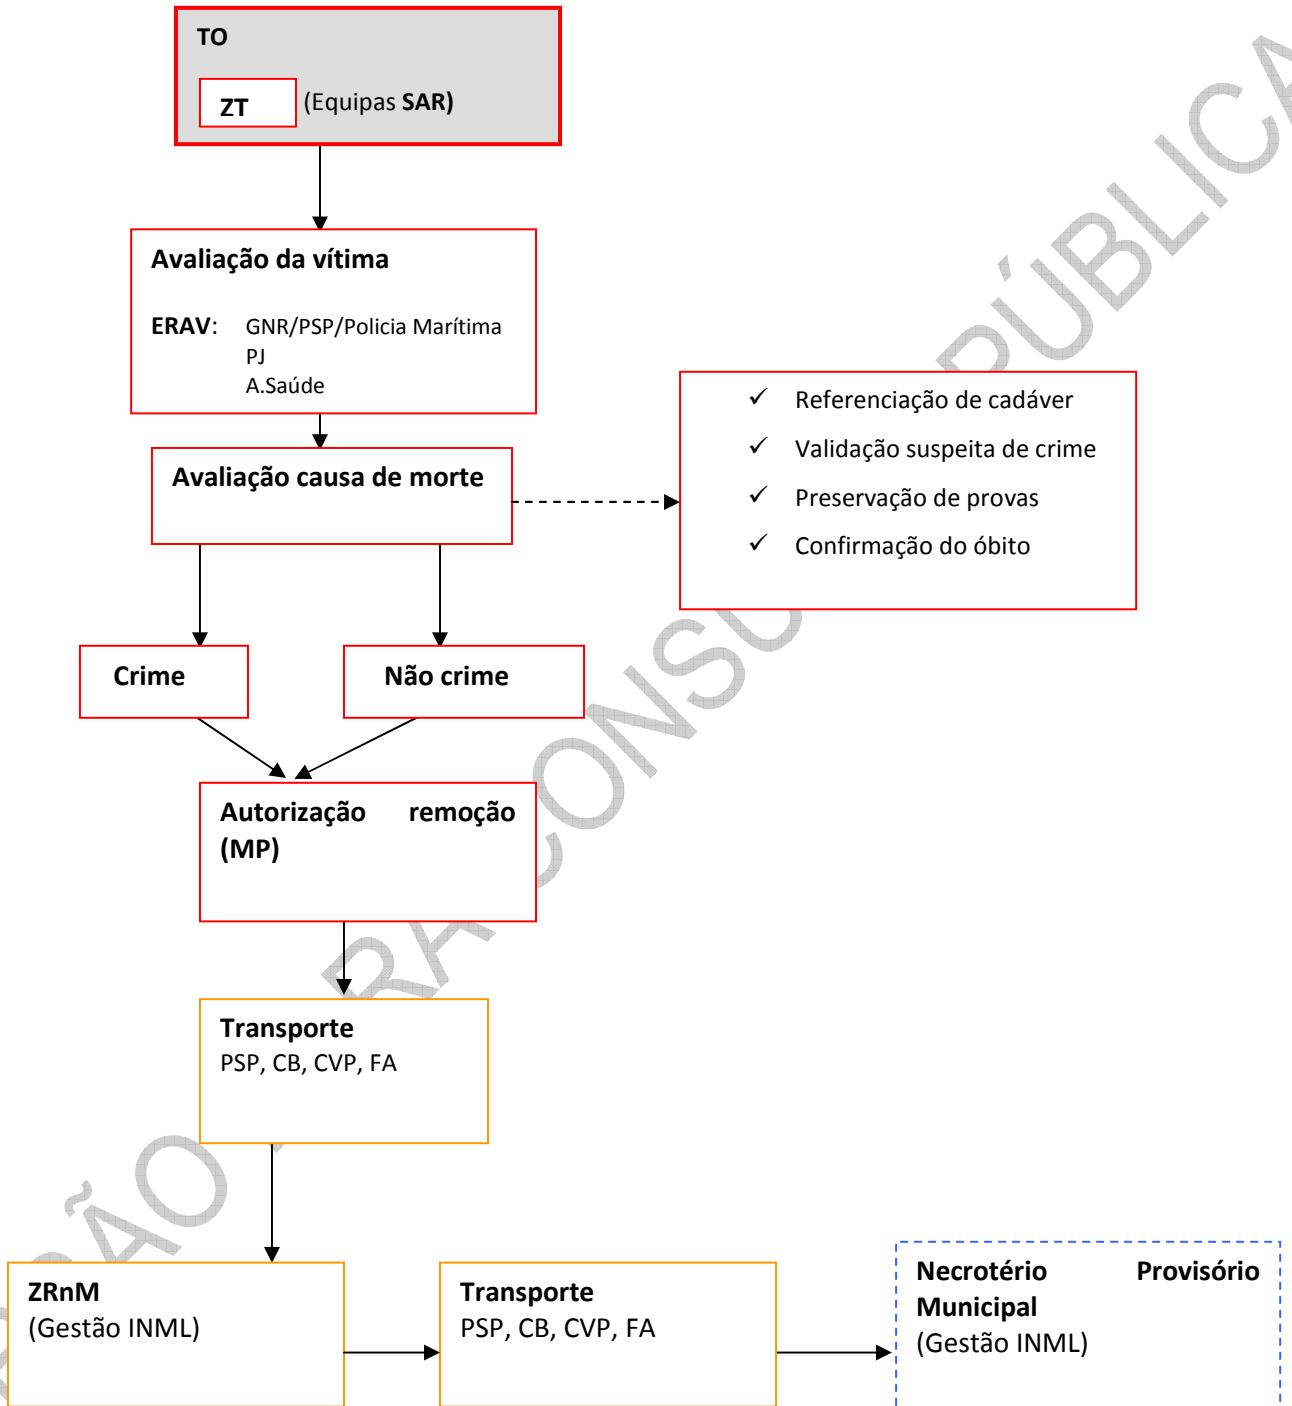 TO
ZT (Equipas SAR)
Avaliação da vítima
ERAV: GNR/PSP/Policia Marítima
PJ
A.Saúde
✓ Referenciação de cadáver
✓ Validação suspeita de crime
✓ Preservação de provas
✓ Confirmação do óbito
Avaliação causa de morte
Crime
Não crime
Autorização remoção
(MP)
Transporte
PSP, CB, CVP, FA
ZRnM
(Gestão INML)
Transporte
PSP, CB, CVP, FA
Necrotério Provisório
Municipal
(Gestão INML)